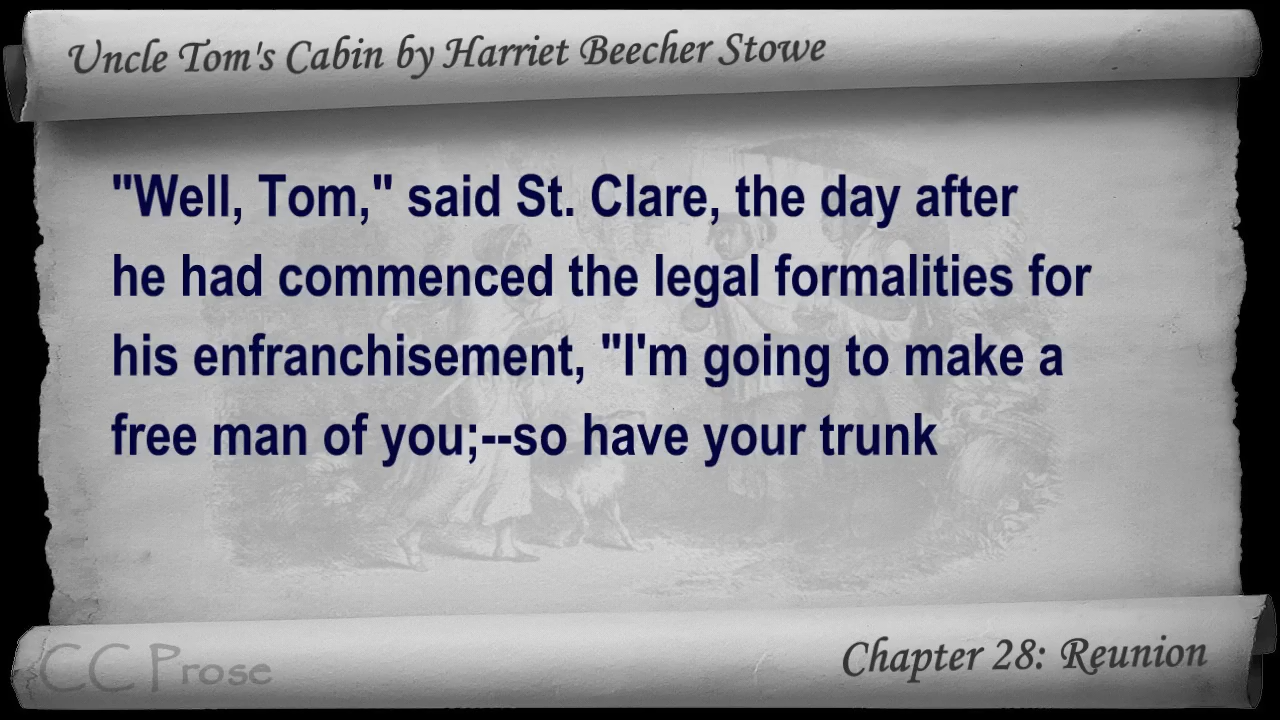 Uncle Tom's Cabin by Harriet Beecher Stowe
"Well, Tom," said St. Clare, the day after
he had commenced the legal formalities for
his enfranchisement, "I'm going to make a
free man of you;--so have your trunk
CC Prose
Chapter 28: Reunion